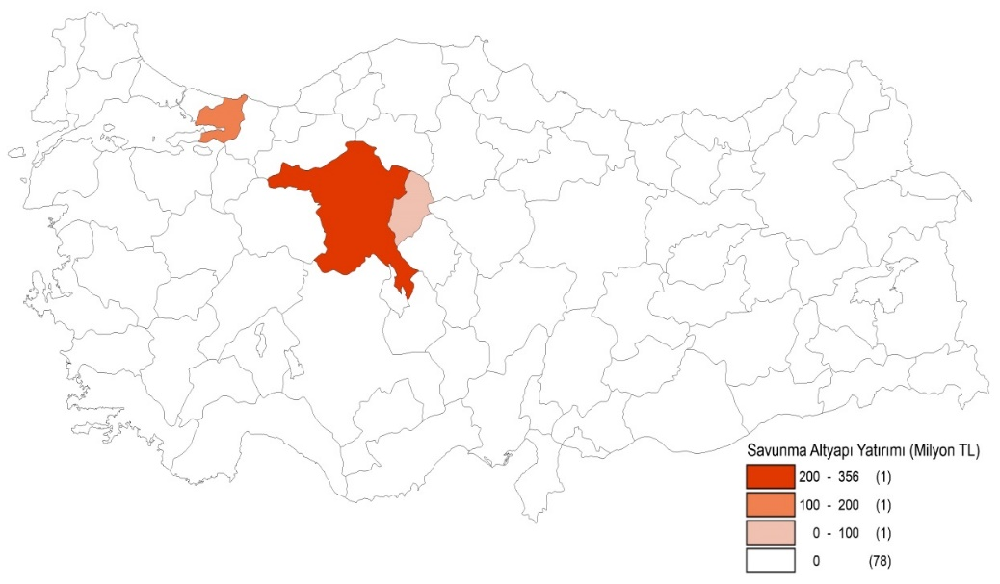 Savunma Altyapı Yatırımı (Milyon TL)
200 - 356 (1)
100 - 200 (1)
0 - 100 (1)
0 (78)